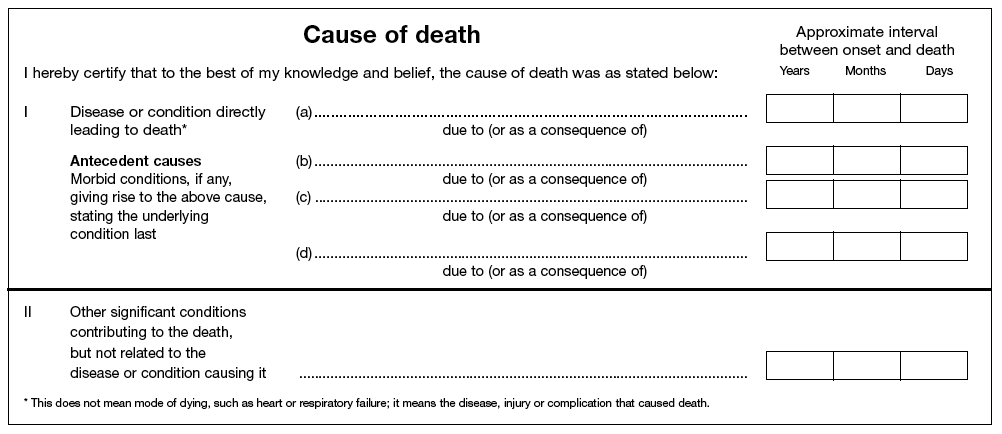 Cause of death
Approximate interval
between onset and death
I hereby certify that to the best of my knowledge and belief, the cause of death was as stated below:
Years Months Days
I Disease or condition directly (a)
leading to death*
due to (or as a consequence of)
Antecedent causes (b)
Morbid conditions, if any, due to (or as a consequence of)
giving rise to the above cause, (c)
stating the underlying due to (or as a consequence of)
condition last
(d)
due to (or as a consequence of)
II Other significant conditions
contributing to the death,
but not related to the
disease or condition causing it
* This does not mean mode of dying, such as heart or respiratory failure; it means the disease, injury or complication that caused death.